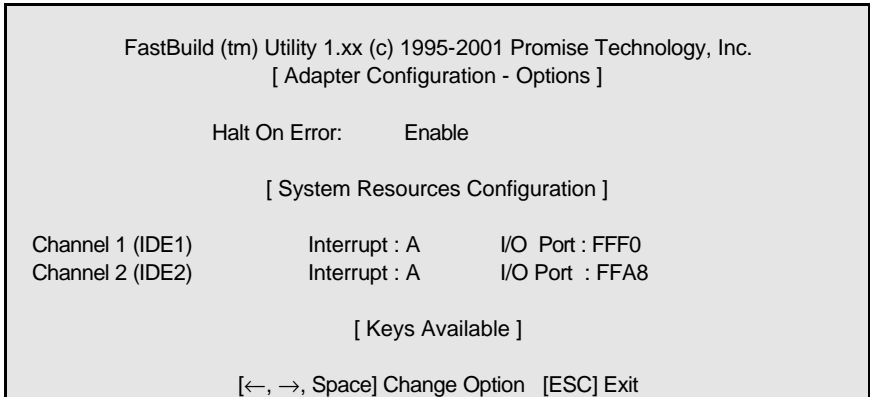 FastBuild (tm) Utility 1.xx (c) 1995-2001 Promise Technology, Inc.
[ Adapter Configuration - Options ]
Halt On Error: Enable
[ System Resources Configuration ]
Channel 1 (IDE1) Interrupt : A I/O Port : FFF0
Channel 2 (IDE2) Interrupt : A I/O Port : FFA8
[ Keys Available ]
[←, →, Space] Change Option [ESC] Exit